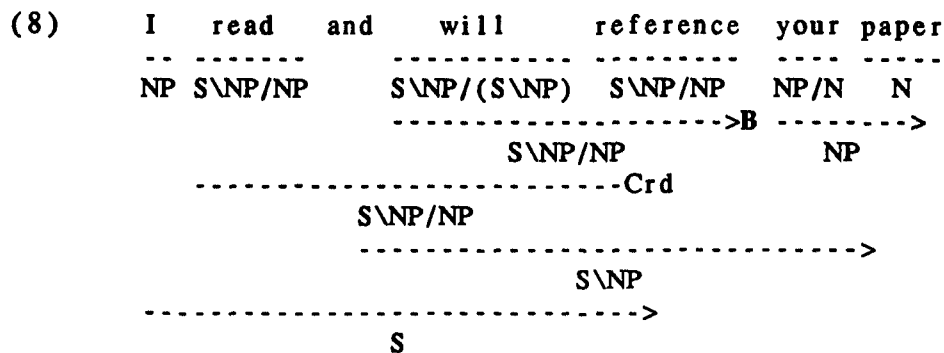 (8) I read and will reference your paper
-- ------- ----------- -------- ---- -----
NP S\NP/NP S\NP/(S\NP) S\NP/NP NP/N N
--------------------->B --------->
S\NP/NP NP
--------------------------Crd
S\NP/NP
------------------------------->
S\NP
-------------------------------->
S